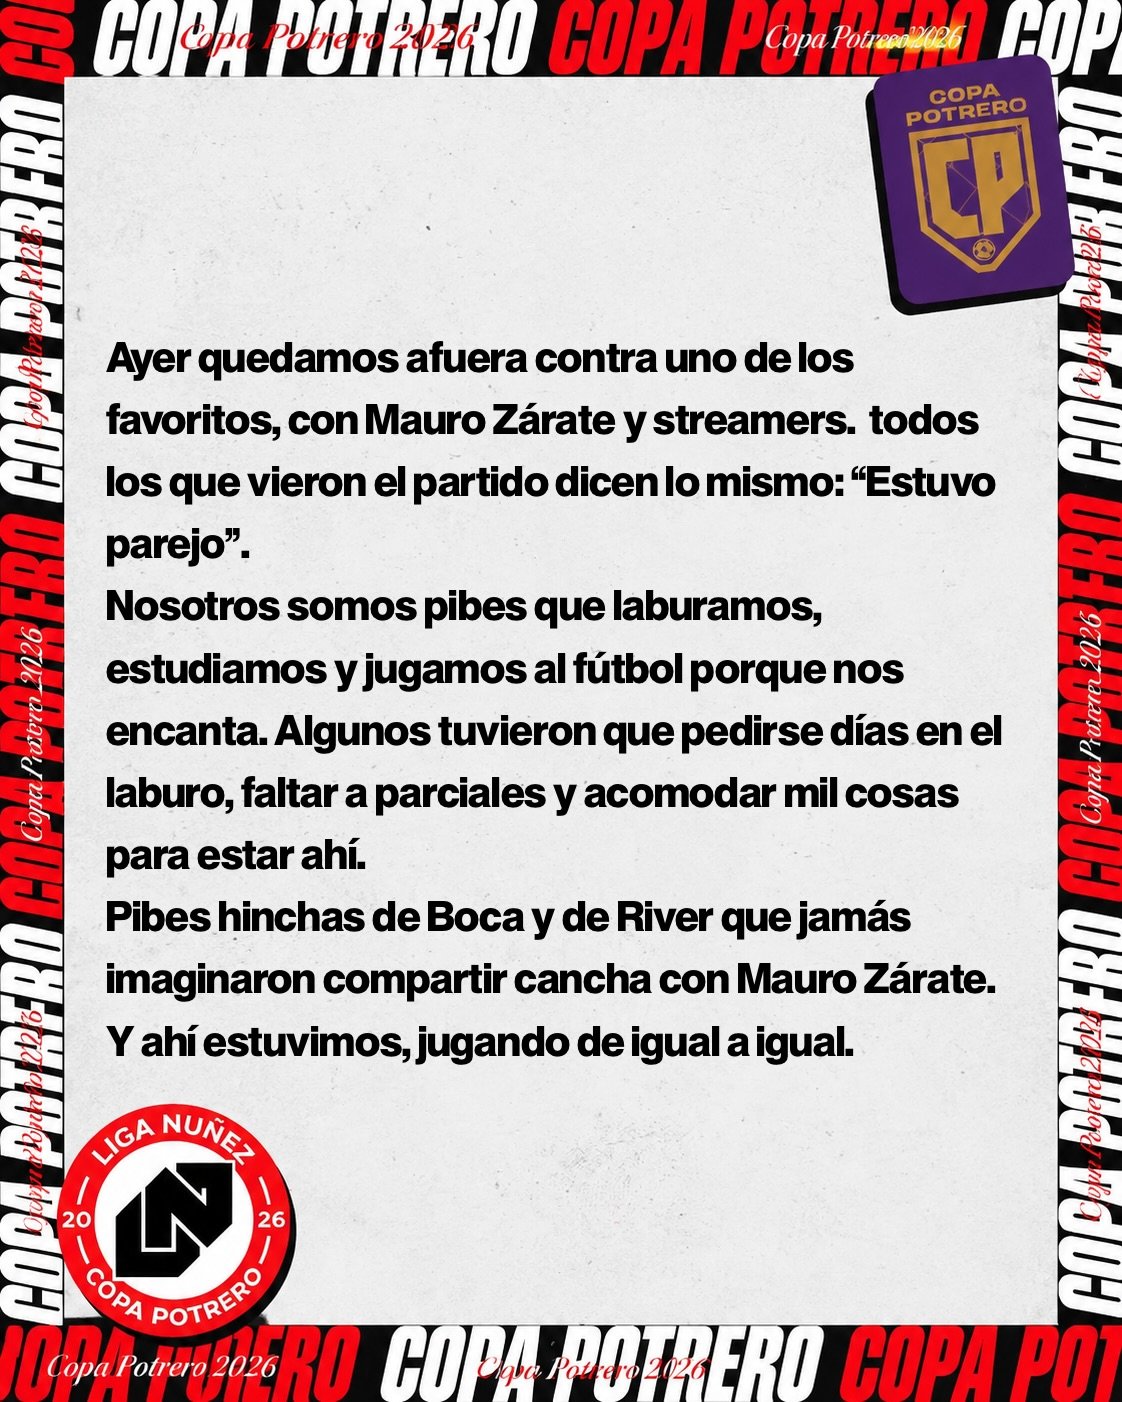 COPA POTRERO COPA POTRERO
Copa Potrero 2026
Copa Potrero 2026
COPA
POTRERO
CP
Ayer quedamos afuera contra uno de los
favoritos, con Mauro Zárate y streamers.  todos
los que vieron el partido dicen lo mismo: “Estuvo
parejo”.
Nosotros somos pibes que laburamos,
estudiamos y jugamos al fútbol porque nos
encanta. Algunos tuvieron que pedirse días en el
laburo, faltar a parciales y acomodar mil cosas
para estar ahí.
Pibes hinchas de Boca y de River que jamás
imaginaron compartir cancha con Mauro Zárate.
Y ahí estuvimos, jugando de igual a igual.
LIGA NUÑEZ
20 26
COPA POTRERO
COPA POTRERO
Copa Potrero 2026
Copa Potrero 2026